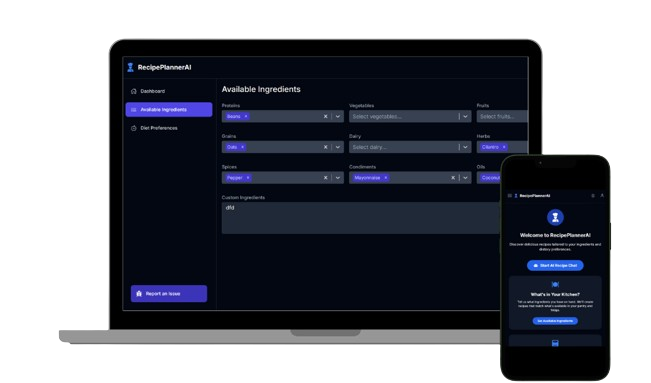 RecipePlannerAI
Dashboard
Available Ingredients
Diet Preferences
Report an Issue
Available Ingredients
Proteins
Beans ×
Vegetables
Select vegetables...
Fruits
Select fruits...
Grains
Oats ×
Dairy
Select dairy...
Herbs
Cilantro ×
Spices
Pepper ×
Condiments
Mayonnaise ×
Oils
Coconut
Custom Ingredients
dfd
RecipePlannerAI
Welcome to RecipePlannerAI
Discover delicious recipes tailored to your ingredients and
dietary preferences.
Start AI Recipe Chat
What's in Your Kitchen?
Tell us what ingredients you have on hand. We'll create
recipes that match what's available in your pantry and
fridge.
Set Available Ingredients